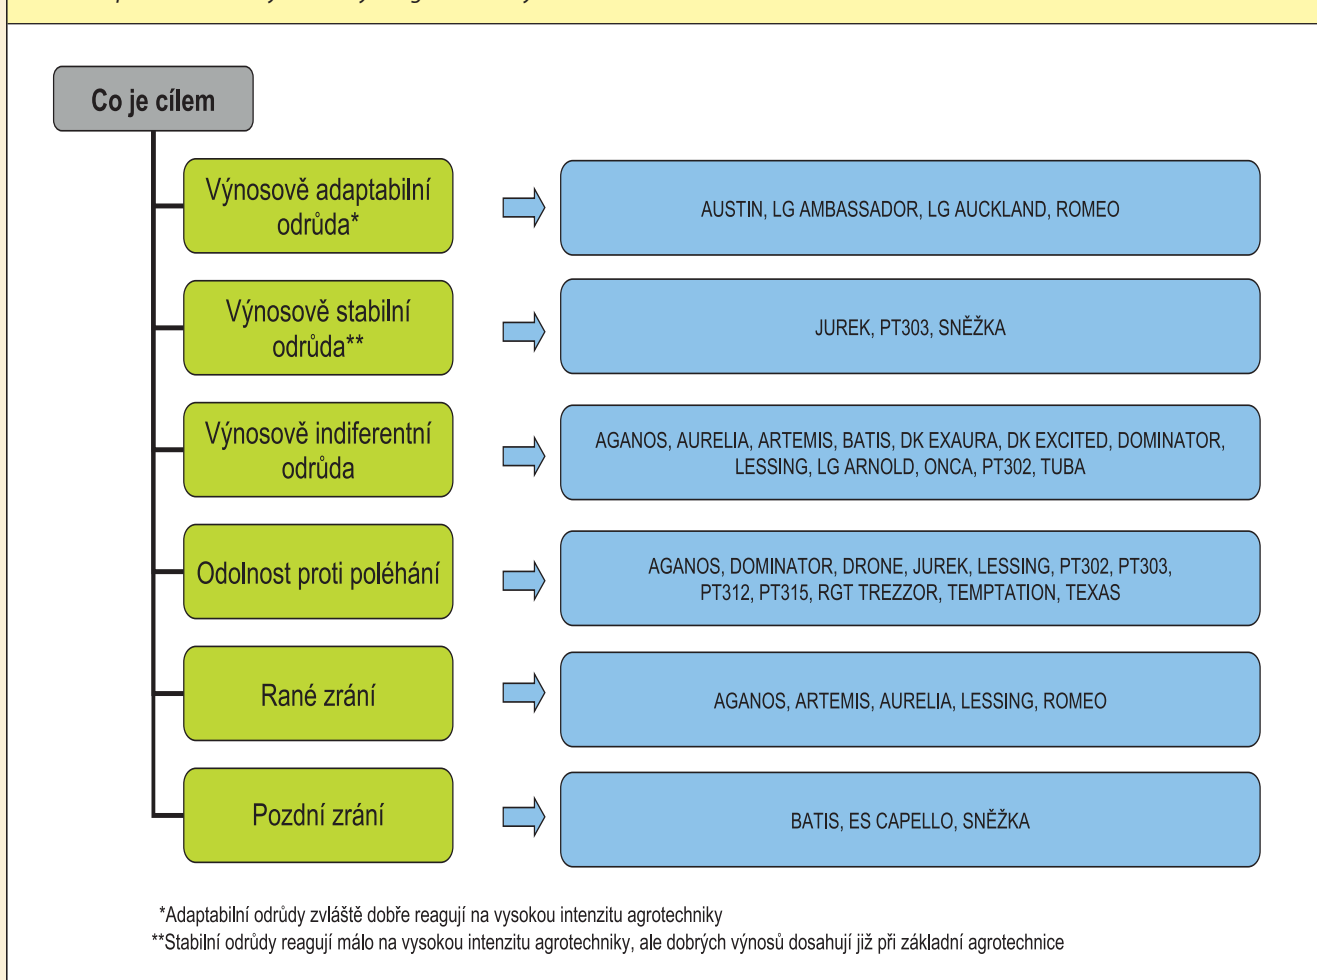 Co je cílem
Výnosově adaptabilní
odrůda*
AUSTIN, LG AMBASSADOR, LG AUCKLAND, ROMEO
Výnosově stabilní
odrůda**
JUREK, PT303, SNĚŽKA
Výnosově indiferentní
odrůda
AGANOS, AURELIA, ARTEMIS, BATIS, DK EXAURA, DK EXCITED, DOMINATOR,
LESSING, LG ARNOLD, ONCA, PT302, TUBA
Odolnost proti poléhání
AGANOS, DOMINATOR, DRONE, JUREK, LESSING, PT302, PT303,
PT312, PT315, RGT TREZZOR, TEMPTATION, TEXAS
Rané zrání
AGANOS, ARTEMIS, AURELIA, LESSING, ROMEO
Pozdní zrání
BATIS, ES CAPELLO, SNĚŽKA
*Adaptabilní odrůdy zvláště dobře reagují na vysokou intenzitu agrotechniky
**Stabilní odrůdy reagují málo na vysokou intenzitu agrotechniky, ale dobrých výnosů dosahují již při základní agrotechnice